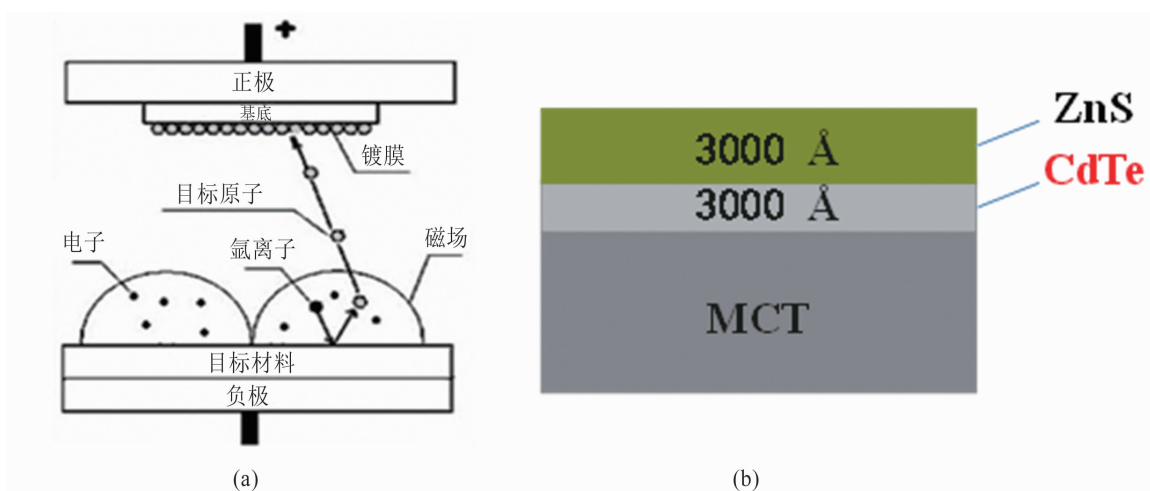 +
正极
基底
镀膜
目标原子
电子
氩离子
磁场
目标材料
负极
(a)
ZnS
3000 Å
CdTe
3000 Å
MCT
(b)